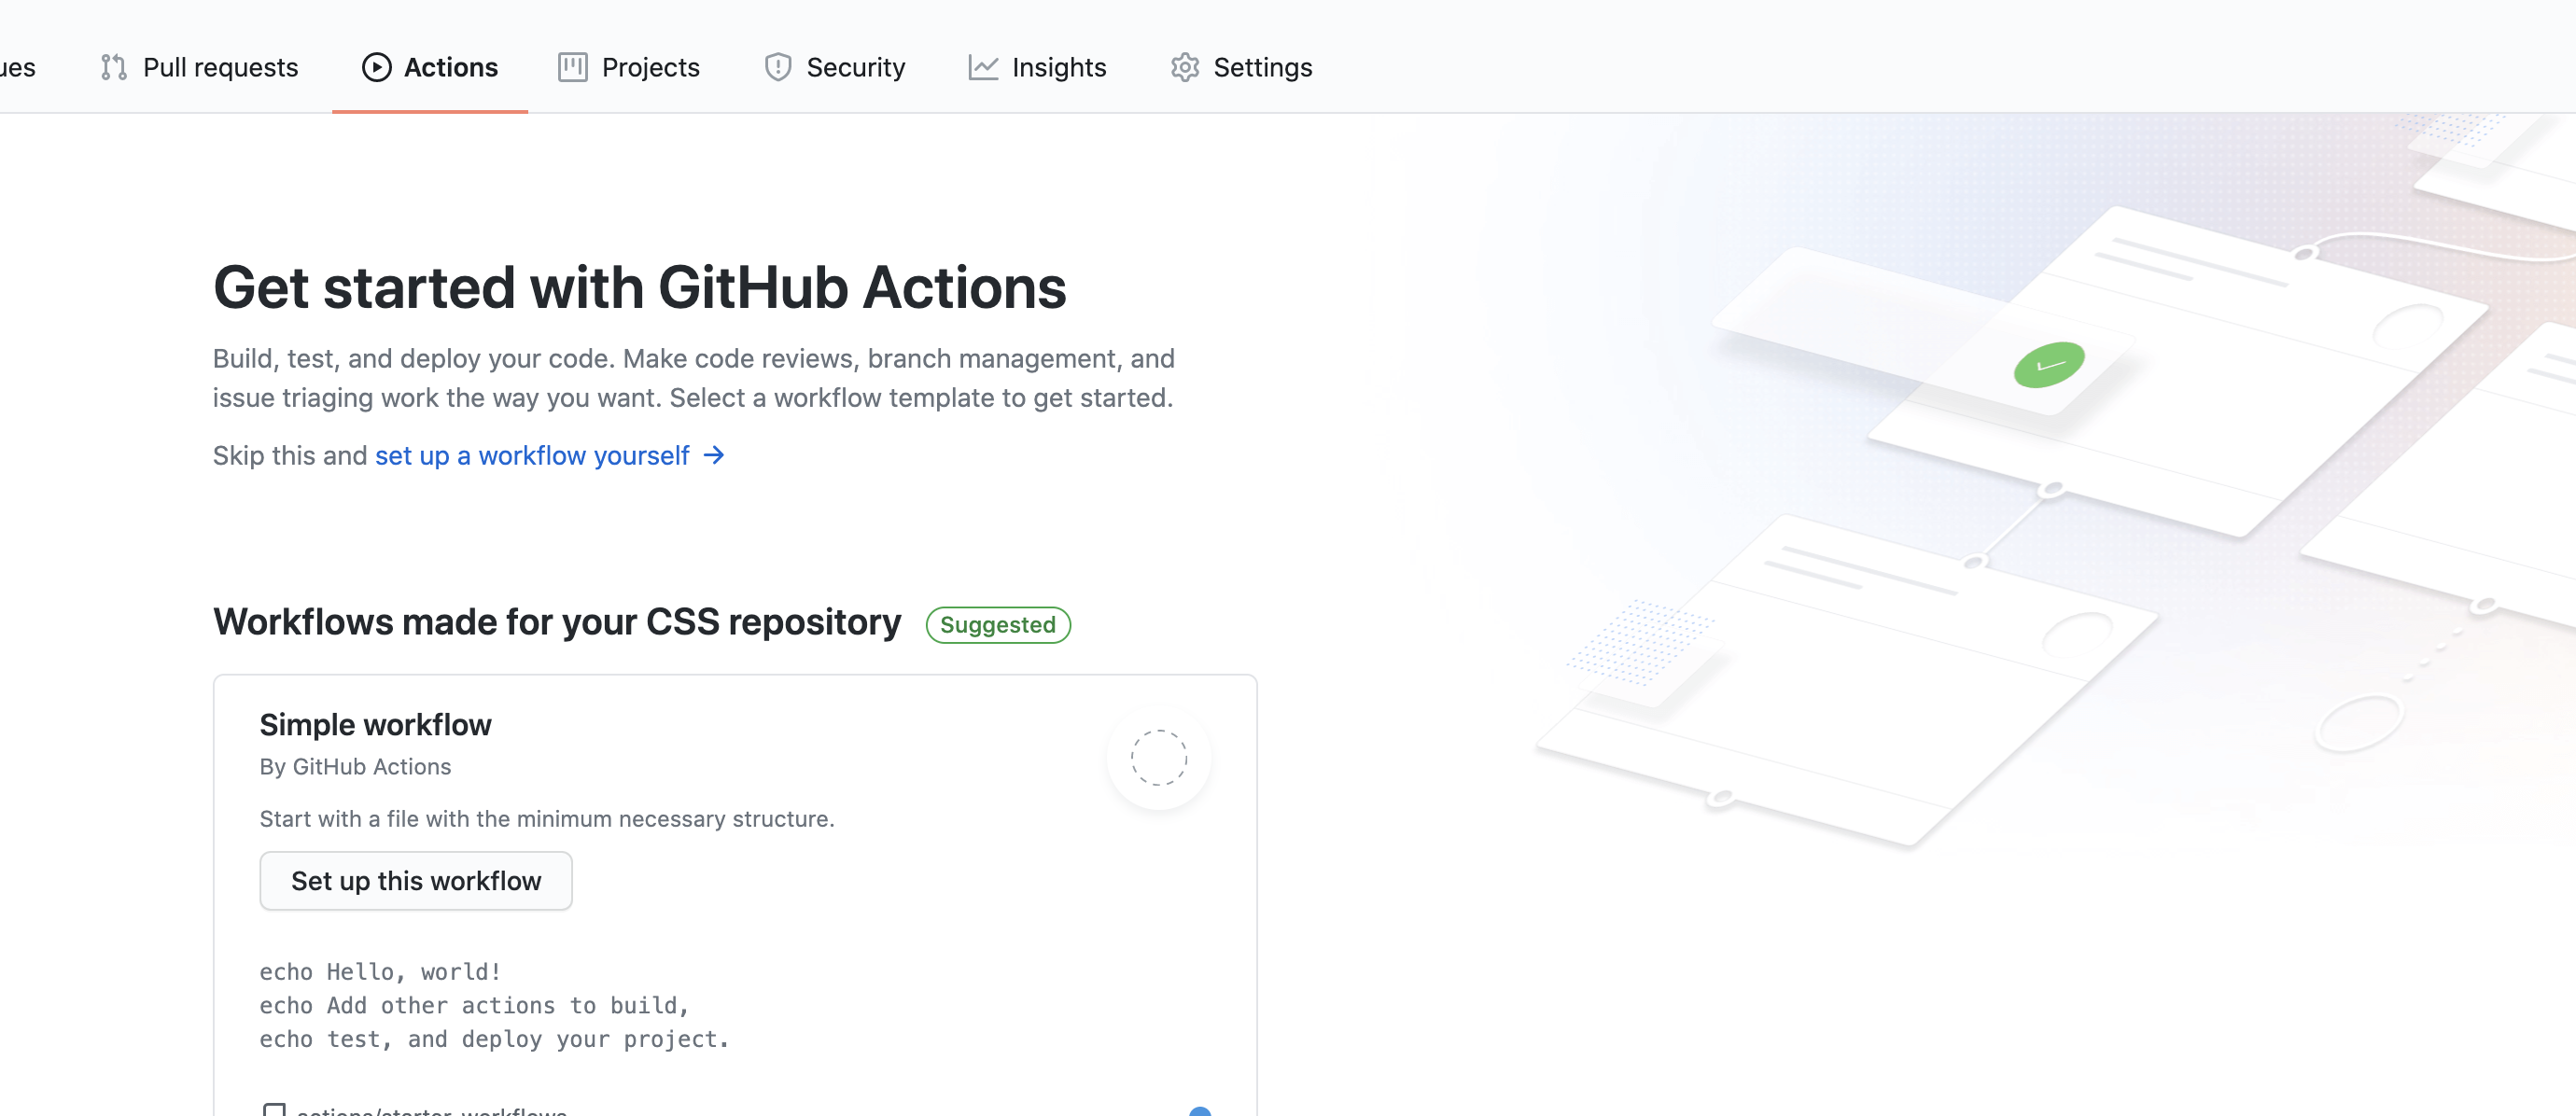 ues Pull requests Actions Projects Security Insights Settings
Get started with GitHub Actions
Build, test, and deploy your code. Make code reviews, branch management, and
issue triaging work the way you want. Select a workflow template to get started.
Skip this and set up a workflow yourself →
Workflows made for your CSS repository Suggested
Simple workflow
By GitHub Actions
Start with a file with the minimum necessary structure.
Set up this workflow
echo Hello, world!
echo Add other actions to build,
echo test, and deploy your project.
actions/starter-workflows